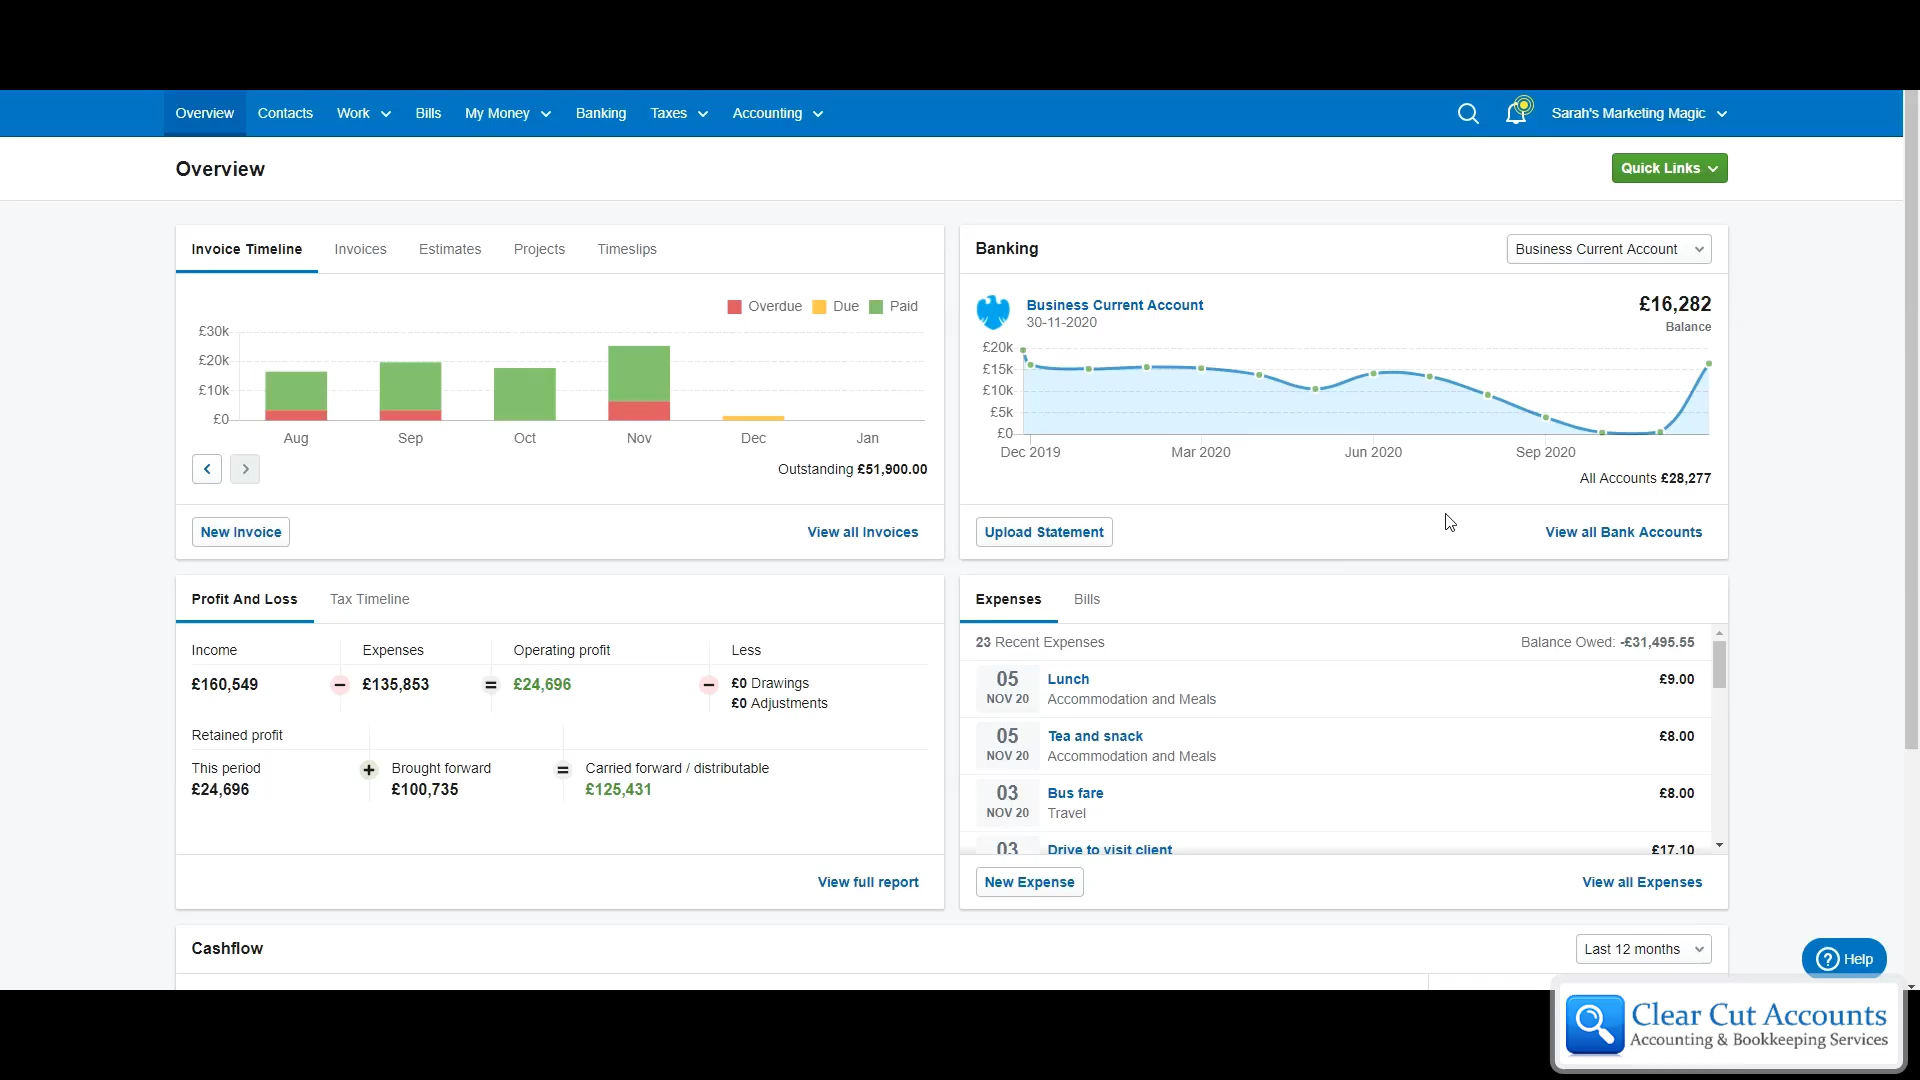 Overview Contacts Work Bills My Money Banking Taxes Accounting Sarah's Marketing Magic
Overview
Quick Links
Invoice Timeline Invoices Estimates Projects Timeslips
Overdue Due Paid
£30k
£20k
£10k
£0
Aug Sep Oct Nov Dec Jan
Outstanding £51,900.00
New Invoice View all Invoices
Banking Business Current Account
Business Current Account £16,282
30-11-2020 Balance
£20k
£15k
£10k
£5k
£0
Dec 2019 Mar 2020 Jun 2020 Sep 2020
All Accounts £28,277
Upload Statement View all Bank Accounts
Profit And Loss Tax Timeline
Income Expenses Operating profit Less
£160,549 − £135,853 = £24,696 − £0 Drawings
£0 Adjustments
Retained profit
This period + Brought forward = Carried forward / distributable
£24,696 £100,735 £125,431
View full report
Expenses Bills
23 Recent Expenses Balance Owed: -£31,495.55
05 Lunch £9.00
NOV 20 Accommodation and Meals
05 Tea and snack £8.00
NOV 20 Accommodation and Meals
03 Bus fare £8.00
NOV 20 Travel
03 Drive to visit client £17.10
New Expense View all Expenses
Cashflow Last 12 months
? Help
Clear Cut Accounts
Accounting & Bookkeeping Services